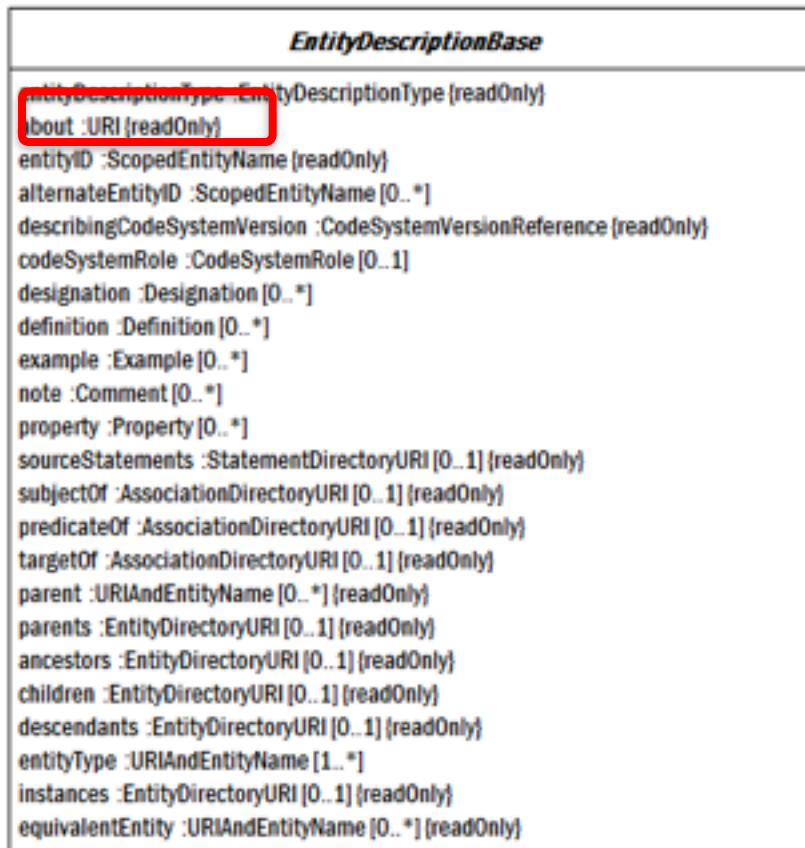 EntityDescriptionBase
entityDescriptionType :EntityDescriptionType {readOnly}
about :URI {readOnly}
entityID :ScopedEntityName {readOnly}
alternateEntityID :ScopedEntityName [0..*]
describingCodeSystemVersion :CodeSystemVersionReference {readOnly}
codeSystemRole :CodeSystemRole [0..1]
designation :Designation [0..*]
definition :Definition [0..*]
example :Example [0..*]
note :Comment [0..*]
property :Property [0..*]
sourceStatements :StatementDirectoryURI [0..1] {readOnly}
subjectOf :AssociationDirectoryURI [0..1] {readOnly}
predicateOf :AssociationDirectoryURI [0..1] {readOnly}
targetOf :AssociationDirectoryURI [0..1] {readOnly}
parent :URIAndEntityName [0..*] {readOnly}
parents :EntityDirectoryURI [0..1] {readOnly}
ancestors :EntityDirectoryURI [0..1] {readOnly}
children :EntityDirectoryURI [0..1] {readOnly}
descendants :EntityDirectoryURI [0..1] {readOnly}
entityType :URIAndEntityName [1..*]
instances :EntityDirectoryURI [0..1] {readOnly}
equivalentEntity :URIAndEntityName [0..*] {readOnly}